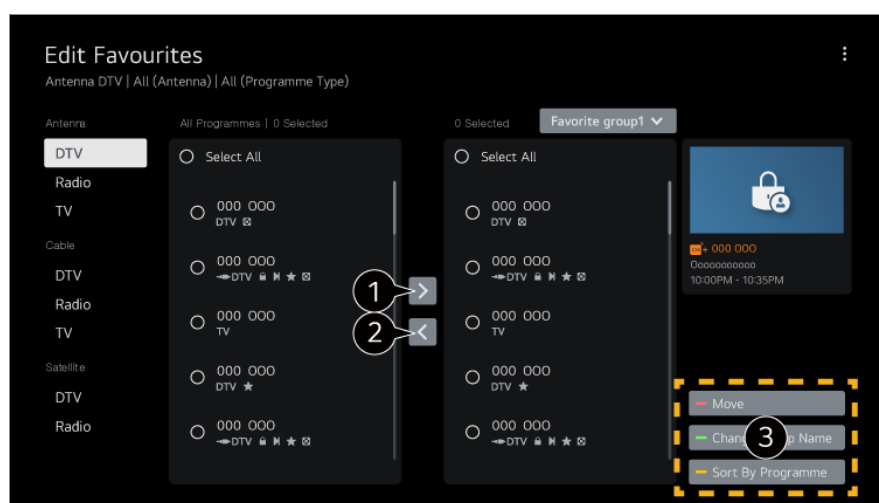 Edit Favourites
Antenna DTV | All (Antenna) | All (Programme Type)
Antenna
DTV
Radio
TV
Cable
DTV
Radio
TV
Satellite
DTV
Radio
All Programmes | 0 Selected
Select All
000 000
DTV
000 000
DTV
000 000
TV
000 000
DTV
000 000
DTV
1
2
0 Selected
Favorite group1
Select All
000 000
DTV
000 000
DTV
000 000
TV
000 000
DTV
000 000
DTV
000 000
Oooooooooo
10:00PM - 10:35PM
Move
3
Name
Sort By Programme